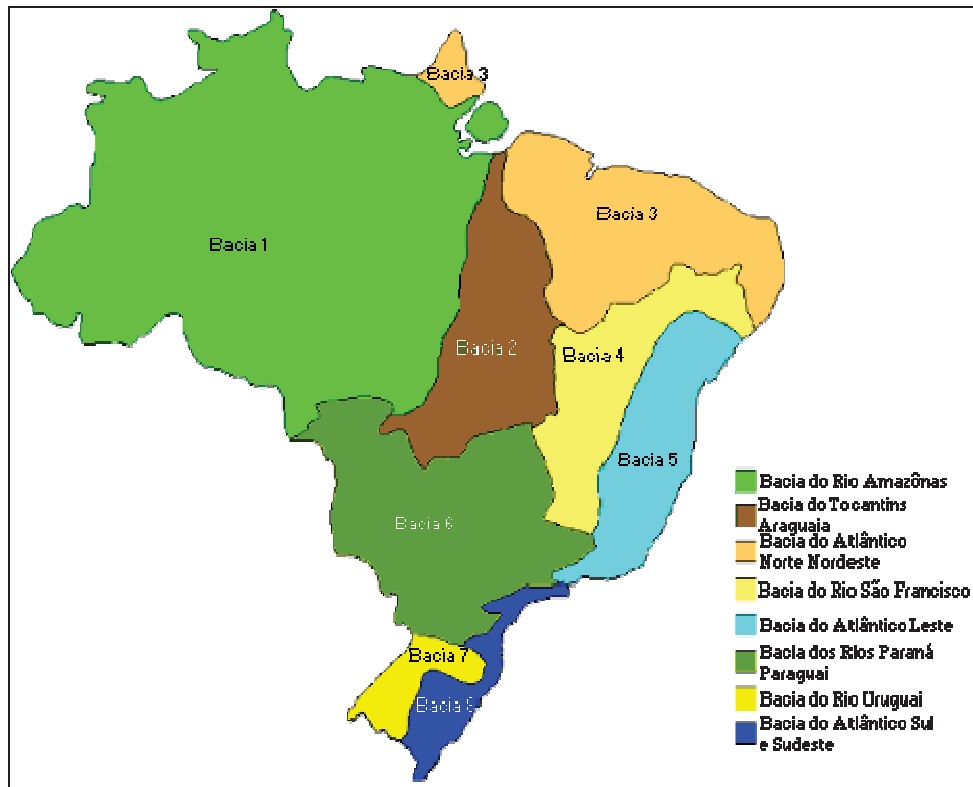 Bacia 3
Bacia 3
Bacia 1
Bacia 2
Bacia 4
Bacia 5
Bacia 6
Bacia 7
Bacia 8
Bacia do Rio Amazônas
Bacia do Tocantins
Araguaia
Bacia do Atlântico
Norte Nordeste
Bacia do Rio São Francisco
Bacia do Atlântico Leste
Bacia dos Rios Paraná
Paraguai
Bacia do Rio Uruguai
Bacia do Atlântico Sul
e Sudeste